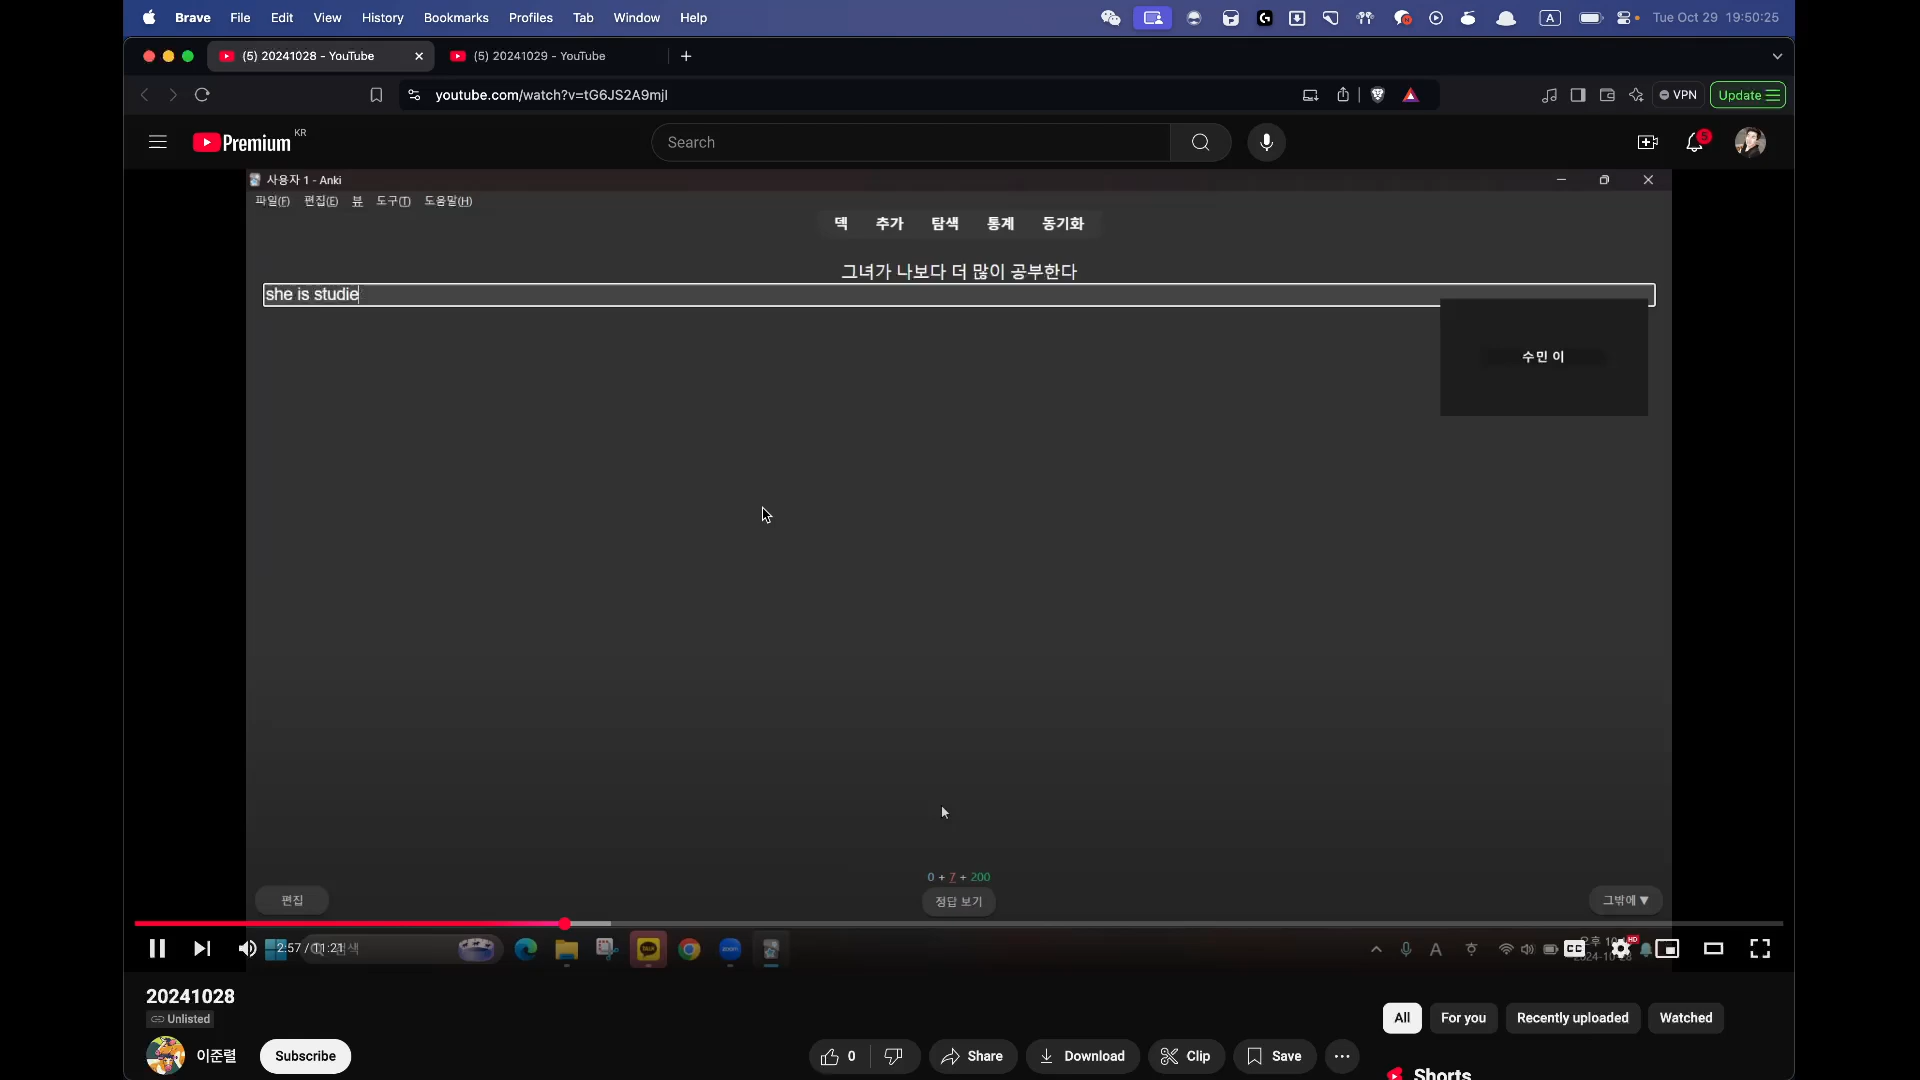 Brave File Edit View History Bookmarks Profiles Tab Window Help
A
Tue Oct 29 19:50:25
(5) 20241028 - YouTube
(5) 20241029 - YouTube
youtube.com/watch?v=tG6JS2A9mjI
VPN
Update
Premium KR
Search
5
사용자 1 - Anki
파일(F) 편집(E) 뷰 도구(T) 도움말(H)
덱 추가 탐색 통계 동기화
그녀가 나보다 더 많이 공부한다
she is studie
수민 이
0 + 7 + 200
편집
정답 보기
그밖에 ▼
2:57 / 11:21
CC
HD
A
20241028
Unlisted
이준렬
Subscribe
0
Share
Download
Clip
Save
All
For you
Recently uploaded
Watched
Shorts